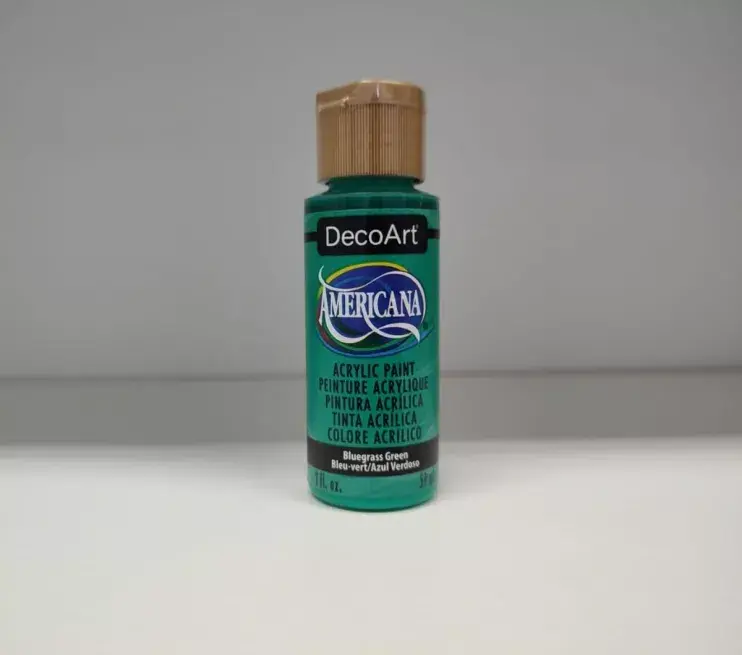 DecoArt®
AMERICANA
ACRYLIC PAINT
PEINTURE ACRYLIQUE
PINTURA ACRÍLICA
TINTA ACRÍLICA
COLORE ACRILICO
Bluegrass Green
Bleu-vert/Azul Verdoso
fl. oz. 59